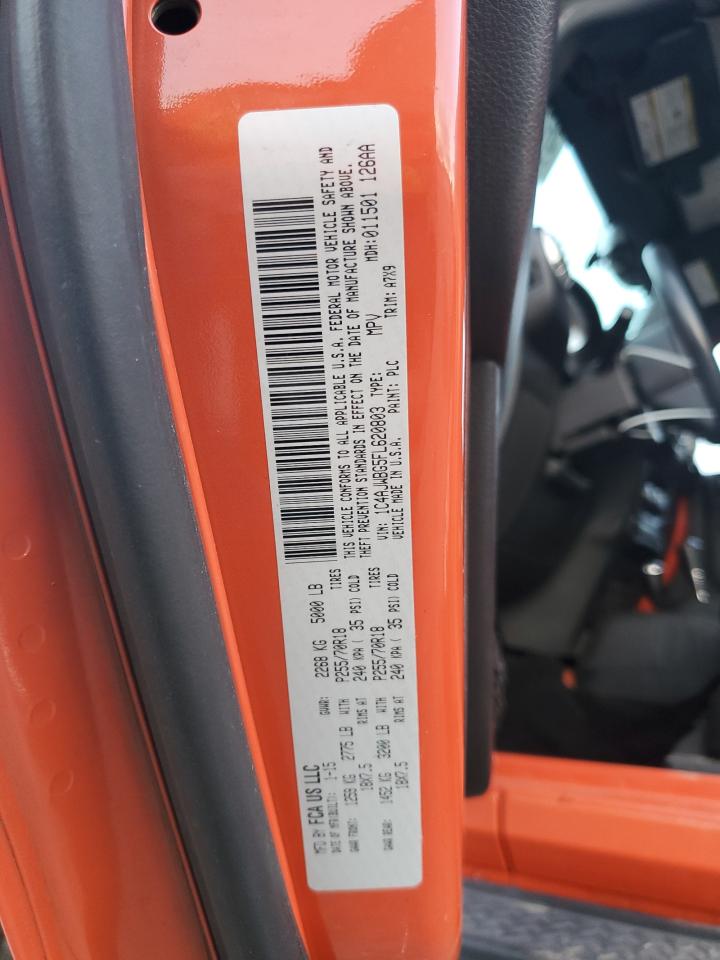 MFD BY FCA US LLC
DATE OF MFR(BUILT): 1-15 GVWR: 2268 KG 5000 LB
GAWR FRONT: 1259 KG 2775 LB WITH P255/70R18 TIRES
18X7.5 RIMS AT 240 KPA ( 35 PSI) COLD
GAWR REAR: 1452 KG 3200 LB WITH P255/70R18 TIRES
18X7.5 RIMS AT 240 KPA ( 35 PSI) COLD
THIS VEHICLE CONFORMS TO ALL APPLICABLE U.S.A. FEDERAL MOTOR VEHICLE SAFETY AND
THEFT PREVENTION STANDARDS IN EFFECT ON THE DATE OF MANUFACTURE SHOWN ABOVE.
VIN: 1C4AJWBG5FL620803 TYPE: MPV MDH:011501 126AA
VEHICLE MADE IN U.S.A. PAINT: PLC TRIM: A7X9